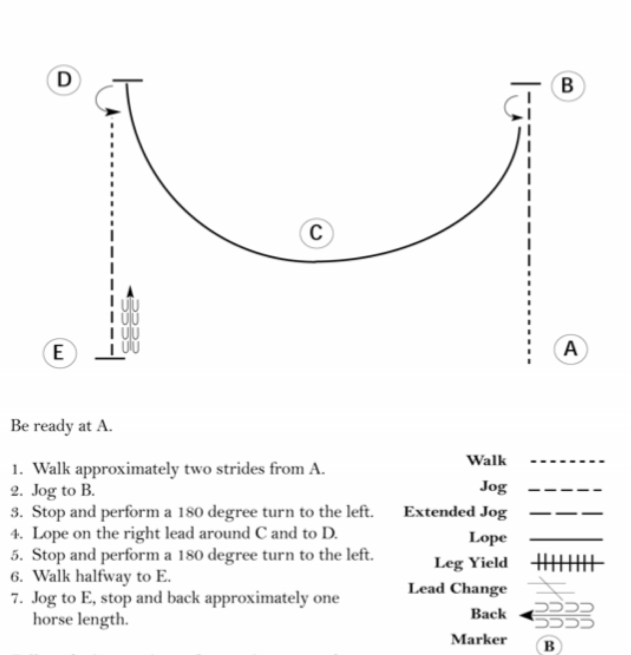 D
B
C
E
A
Be ready at A.
1. Walk approximately two strides from A.
2. Jog to B.
3. Stop and perform a 180 degree turn to the left.
4. Lope on the right lead around C and to D.
5. Stop and perform a 180 degree turn to the left.
6. Walk halfway to E.
7. Jog to E, stop and back approximately one
horse length.
Walk
Jog
Extended Jog
Lope
Leg Yield
Lead Change
Back
Marker B